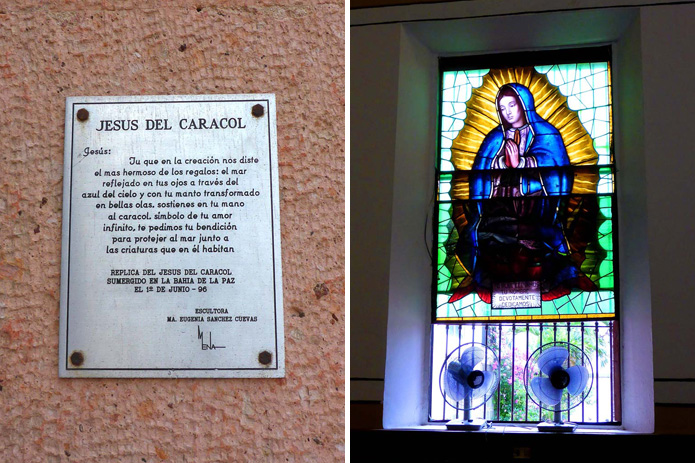 JESUS DEL CARACOL
Jesús:
Tu que en la creación nos diste
el mas hermoso de los regalos: el mar
reflejado en tus ojos a través del
azul del cielo y con tu manto transformado
en bellas olas, sostienes en tu mano
al caracol, símbolo de tu amor
infinito, te pedimos tu bendición
para protejer al mar junto a
las criaturas que en él habitan
REPLICA DEL JESUS DEL CARACOL
SUMERGIDO EN LA BAHIA DE LA PAZ
EL 1º DE JUNIO - 96
ESCULTORA
MA. EUGENIA SANCHEZ CUEVAS
DEVOTAMENTE